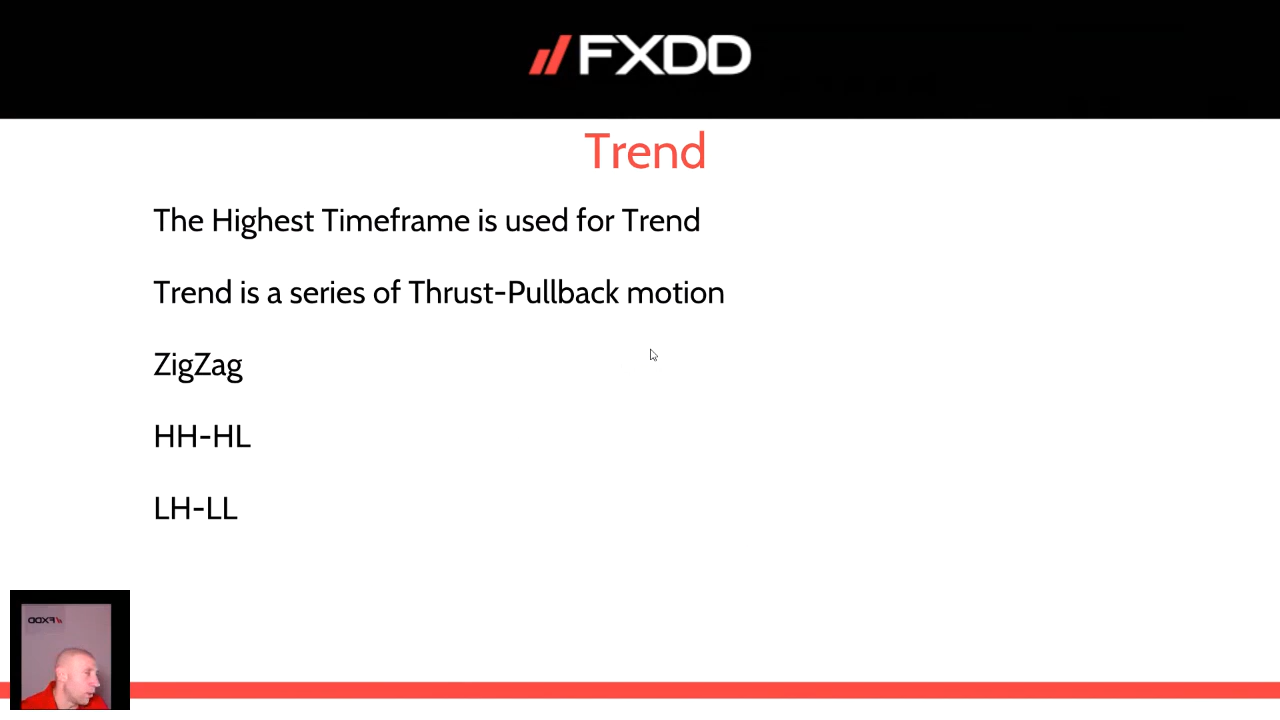 FXDD
Trend
The Highest Timeframe is used for Trend
Trend is a series of Thrust-Pullback motion
ZigZag
HH-HL
LH-LL
FXDD